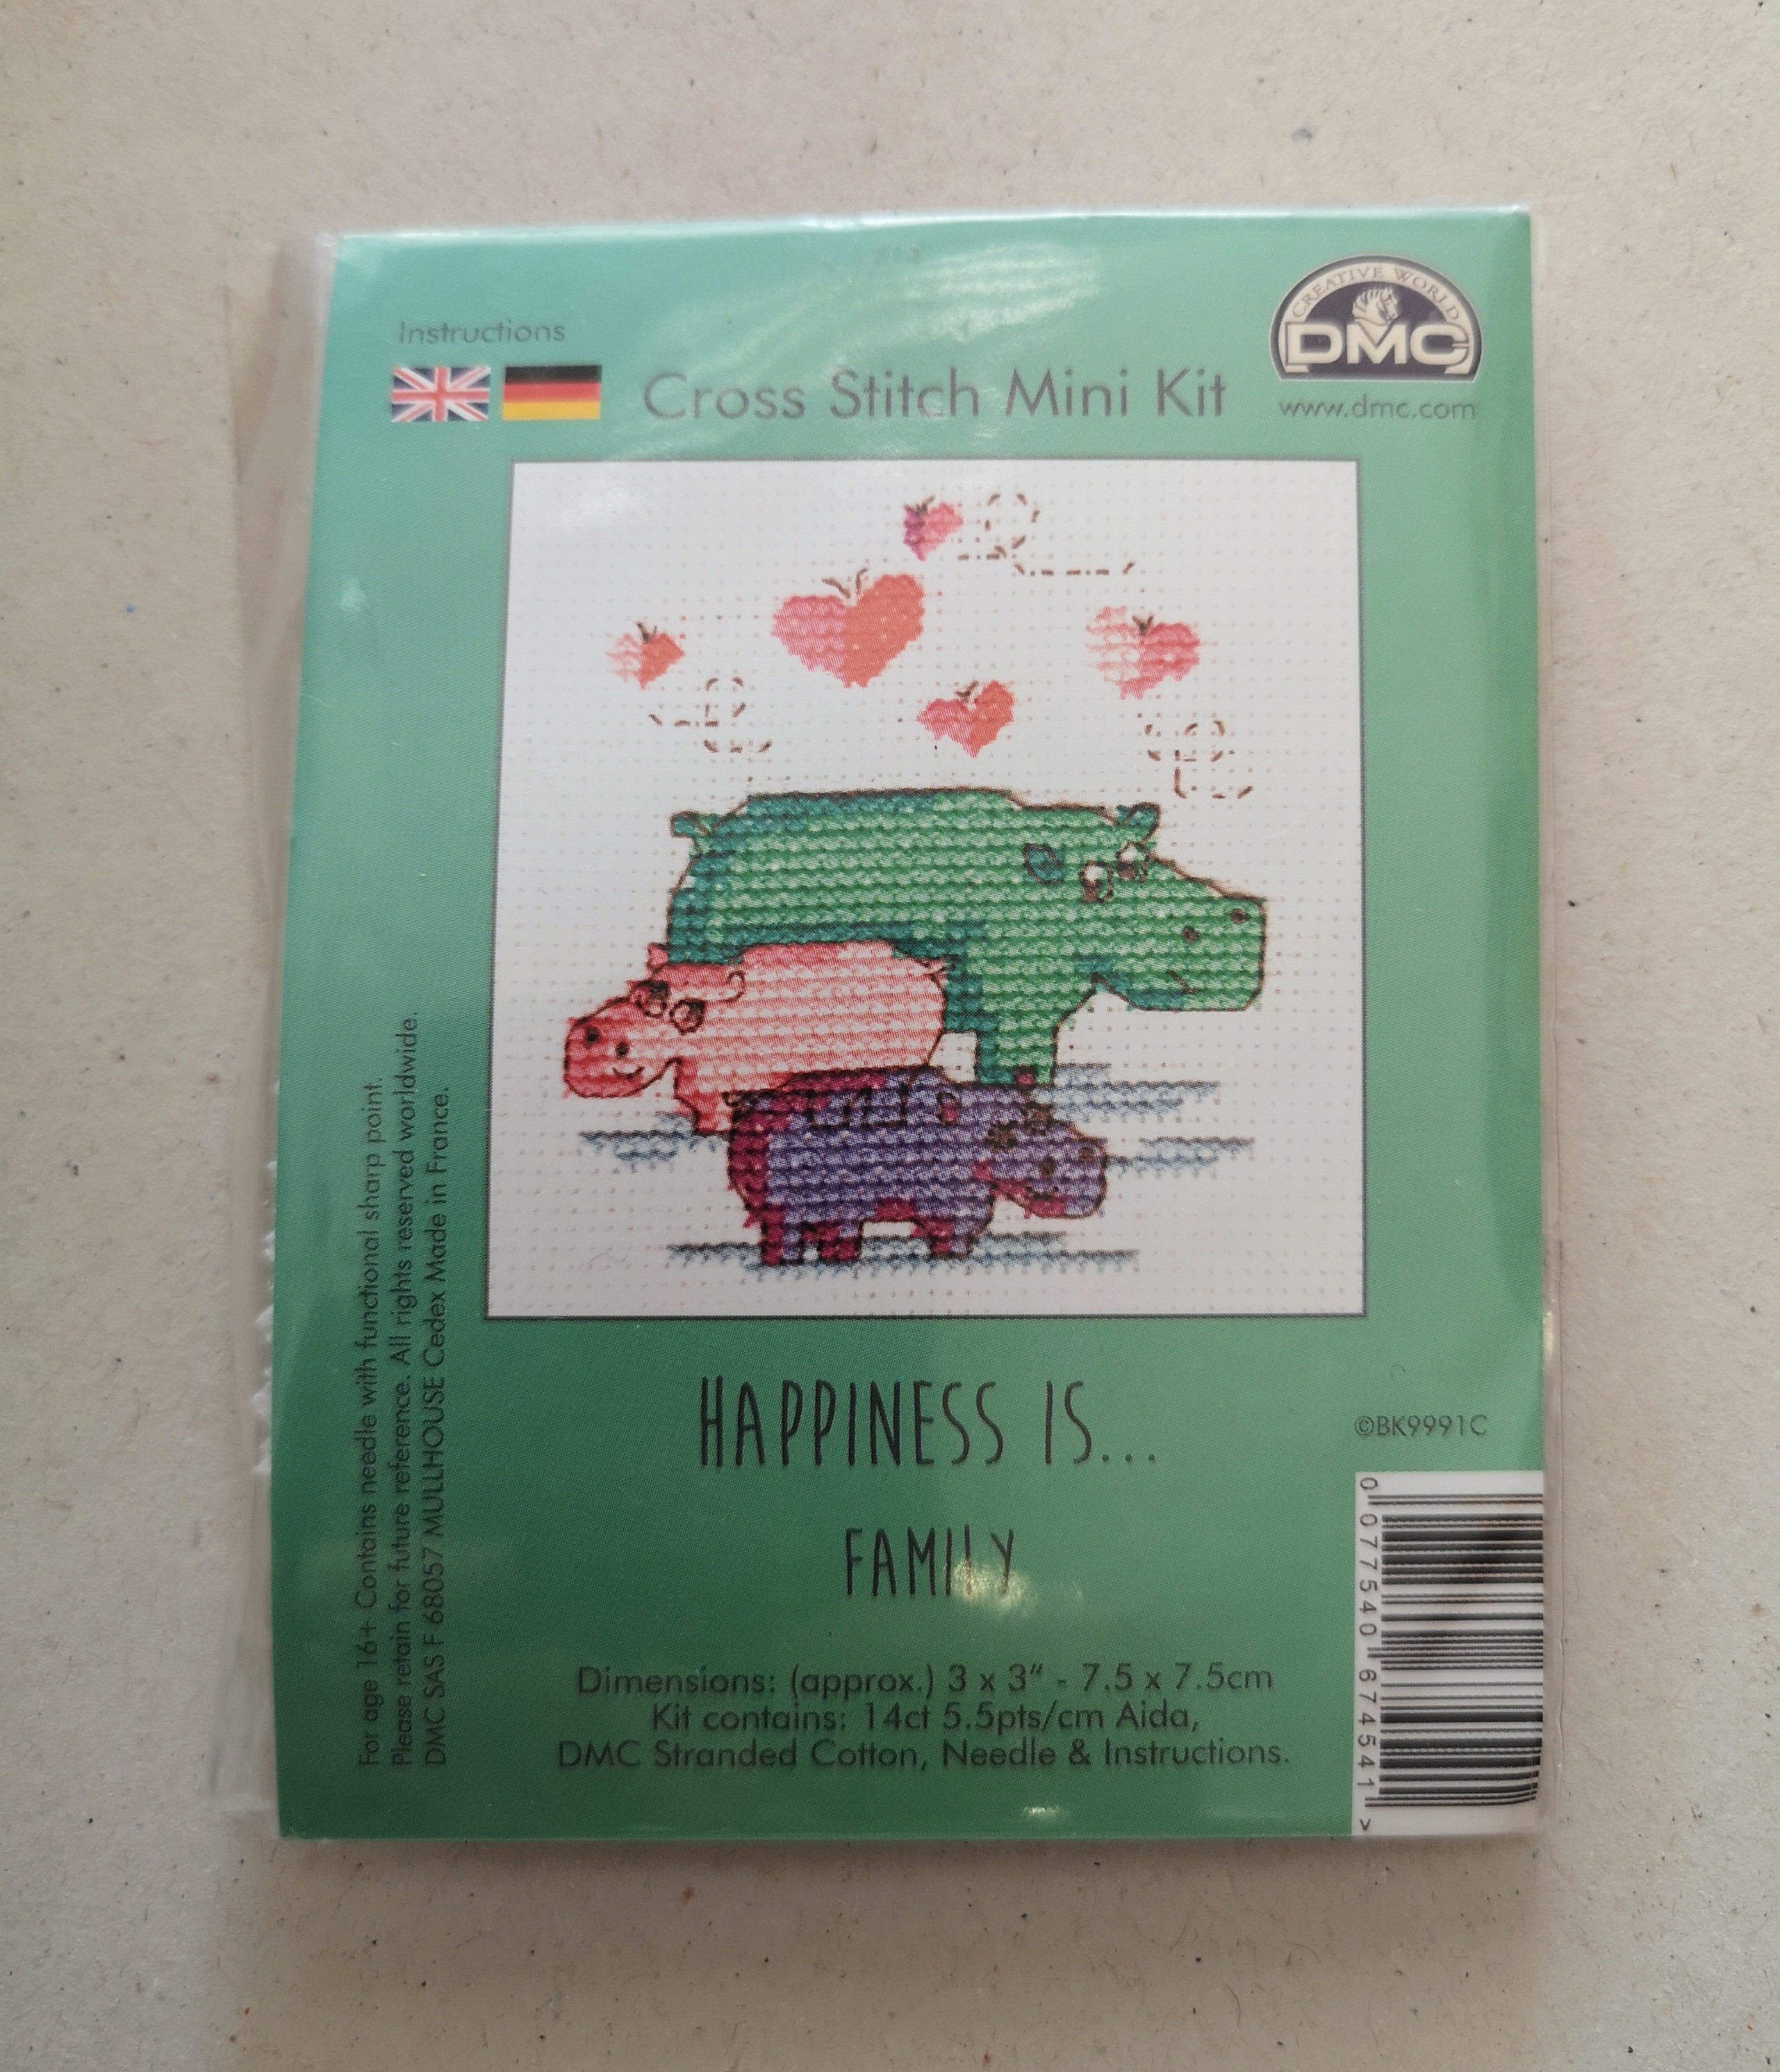 Instructions
Cross Stitch Mini Kit
CREATIVE WORLD
DMC
www.dmc.com
HAPPINESS IS...
FAMILY
©BK9991C
Dimensions: (approx.) 3 x 3" - 7.5 x 7.5cm
Kit contains: 14ct 5.5pts/cm Aida,
DMC Stranded Cotton, Needle & Instructions.
For age 16+ Contains needle with functional sharp point.
Please retain for future reference. All rights reserved worldwide.
DMC SAS F 68057 MULLHOUSE Cedex Made in France.
0 077540 674541 >